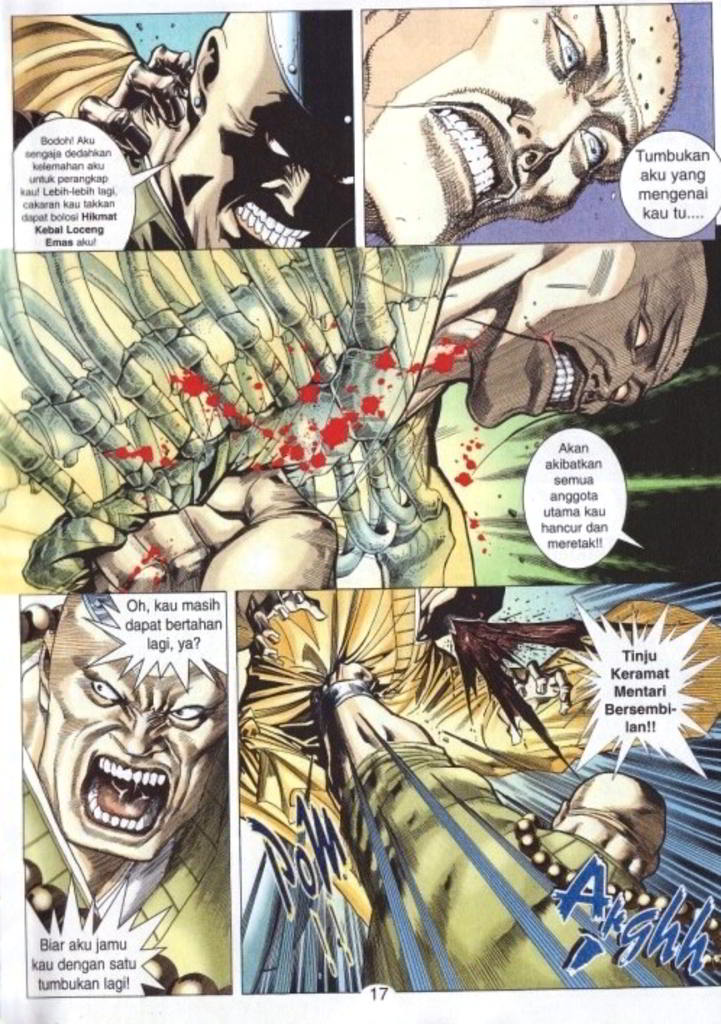 Bodoh! Aku
sengaja dedahkan
kelemahan aku
untuk perangkap
kau! Lebih-lebih lagi,
cakaran kau takkan
dapat bolosi Hikmat
Kebal Loceng
Emas aku!
Tumbukan
aku yang
mengenai
kau tu....
Akan
akibatkan
semua
anggota
utama kau
hancur dan
meretak!!
Oh, kau masih
dapat bertahan
lagi, ya?
Biar aku jamu
kau dengan satu
tumbukan lagi!
Tinju
Keramat
Mentari
Bersembi-
lan!!
POM
Akghh
17